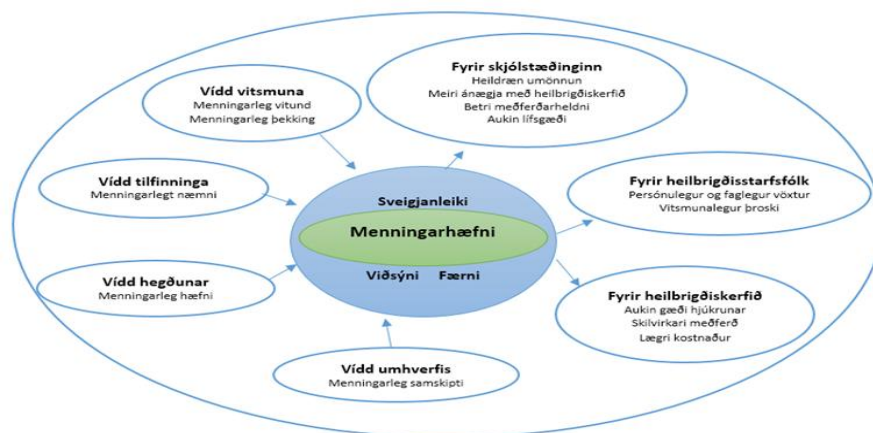 Vídd vitsmuna
Menningarleg vitund
Menningarleg þekking
Fyrir skjólstæðinginn
Heildræn umönnun
Meiri ánægja með heilbrigðiskerfið
Betri meðferðarheldni
Aukin lífsgæði
Vídd tilfinninga
Menningarlegt næmni
Sveigjanleiki
Menningarhæfni
Viðsýni Færni
Fyrir heilbrigðisstarfsfólk
Persónulegur og faglegur vöxtur
Vitsmunalegur þroski
Vídd hegðunar
Menningarleg hæfni
Fyrir heilbrigðiskerfið
Aukin gæði hjúkrunar
Skilvirkari meðferð
Lægri kostnaður
Vídd umhverfis
Menningarleg samskipti